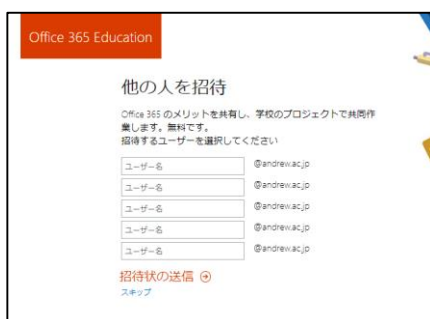 Office 365 Education
他の人を招待
Office 365 のメリットを共有し、学校のプロジェクトで共同作
業します。無料です。
招待するユーザーを選択してください
ユーザー名 @andrew.ac.jp
ユーザー名 @andrew.ac.jp
ユーザー名 @andrew.ac.jp
ユーザー名 @andrew.ac.jp
ユーザー名 @andrew.ac.jp
招待状の送信
スキップ